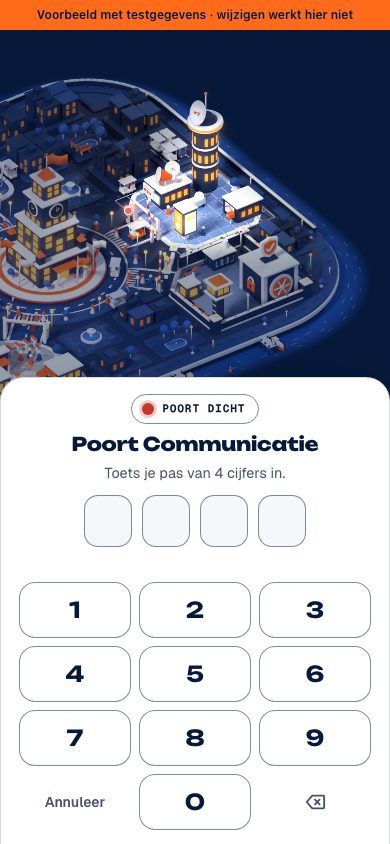 Voorbeeld met testgegevens · wijzigen werkt hier niet
POORT DICHT
Poort Communicatie
Toets je pas van 4 cijfers in.
1 2 3
4 5 6
7 8 9
Annuleer 0